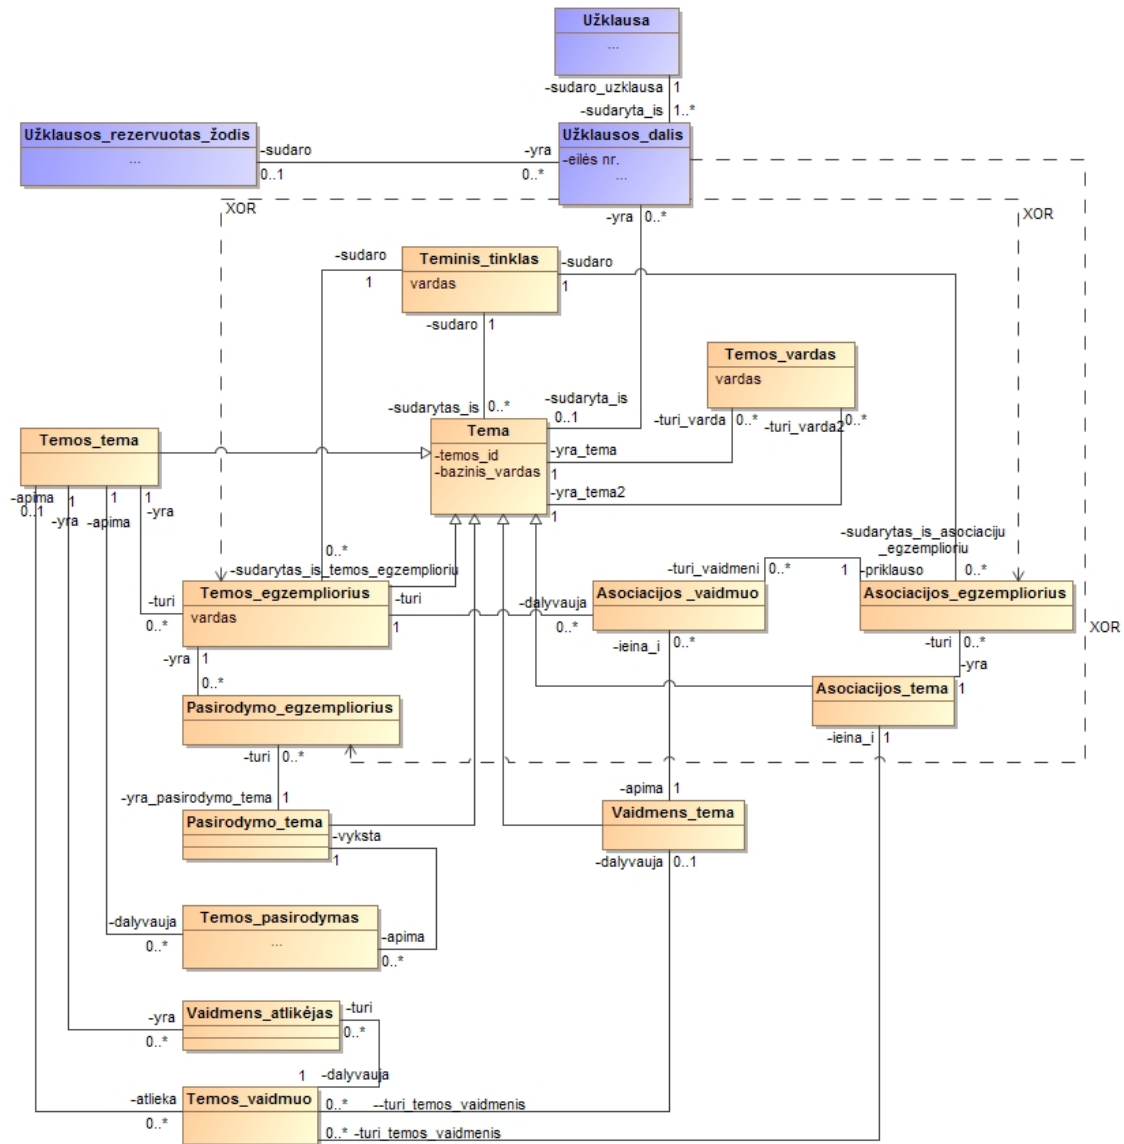 Užklausa
...
-sudaro_uzklausa 1
-sudaryta_is 1..*
Užklausos_rezervuotas_žodis
...
-sudaro
0..1
-yra
0..*
Užklausos_dalis
-eilės nr.
...
XOR
XOR
-yra 0..*
-sudaro
1
Teminis_tinklas
vardas
-sudaro
1
-sudaro 1
Temos_vardas
vardas
-sudarytas_is 0..*
-sudaryta_is
0..1
-turi_varda 0..*
-turi_varda2 0..*
Temos_tema
Tema
-temos_id
-bazinis_vardas
-yra_tema
1
-yra_tema2
1
-apima
0..1
-yra
1
-apima
1
1
-yra
0..*
-sudarytas_is_temos_egzemplioriu
-sudarytas_is_asociaciju
_egzemplioriu
0..*
-turi_vaidmeni 0..*
1 -priklauso
-turi
0..*
Temos_egzempliorius
vardas
-turi
1
-dalyvauja
0..*
Asociacijos _vaidmuo
Asociacijos_egzempliorius
XOR
-yra 1
0..*
-ieina_i 0..*
-turi 0..*
-yra
1
Pasirodymo_egzempliorius
Asociacijos_tema
-turi 0..*
-ieina_i 1
-yra_pasirodymo_tema 1
-apima 1
Pasirodymo_tema
-vyksta
1
Vaidmens_tema
-dalyvauja 0..1
-dalyvauja
0..*
Temos_pasirodymas
...
-apima
0..*
-yra
0..*
Vaidmens_atlikėjas
-turi
0..*
1 -dalyvauja
-atlieka
0..*
Temos_vaidmuo
0..* --turi_temos_vaidmenis
0..* -turi_temos_vaidmenis